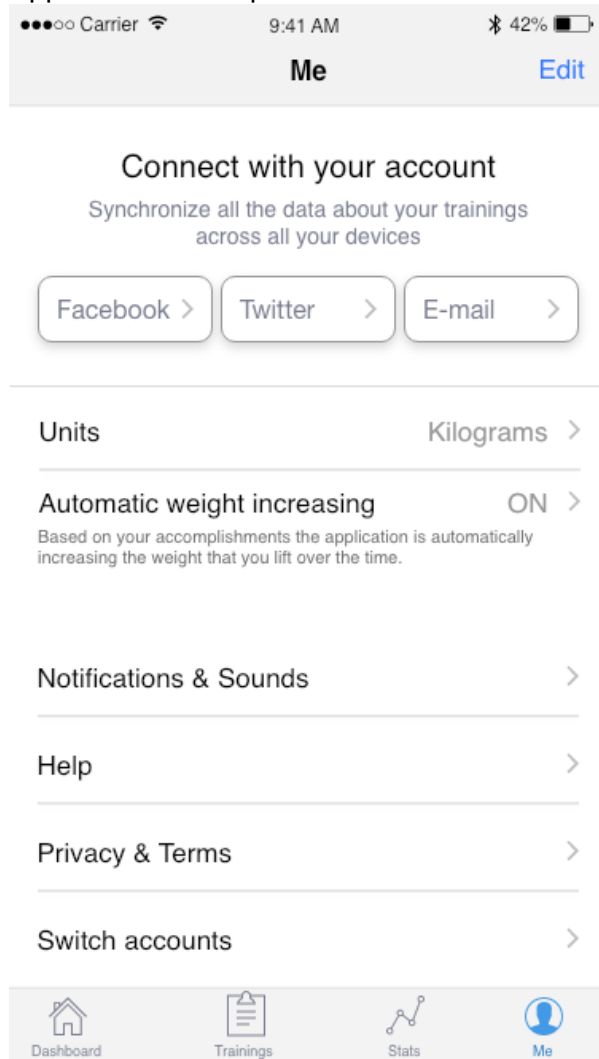 Carrier 9:41 AM 42%
Me Edit
Connect with your account
Synchronize all the data about your trainings
across all your devices
Facebook > Twitter > E-mail >
Units Kilograms >
Automatic weight increasing ON >
Based on your accomplishments the application is automatically
increasing the weight that you lift over the time.
Notifications & Sounds >
Help >
Privacy & Terms >
Switch accounts >
Dashboard Trainings Stats Me